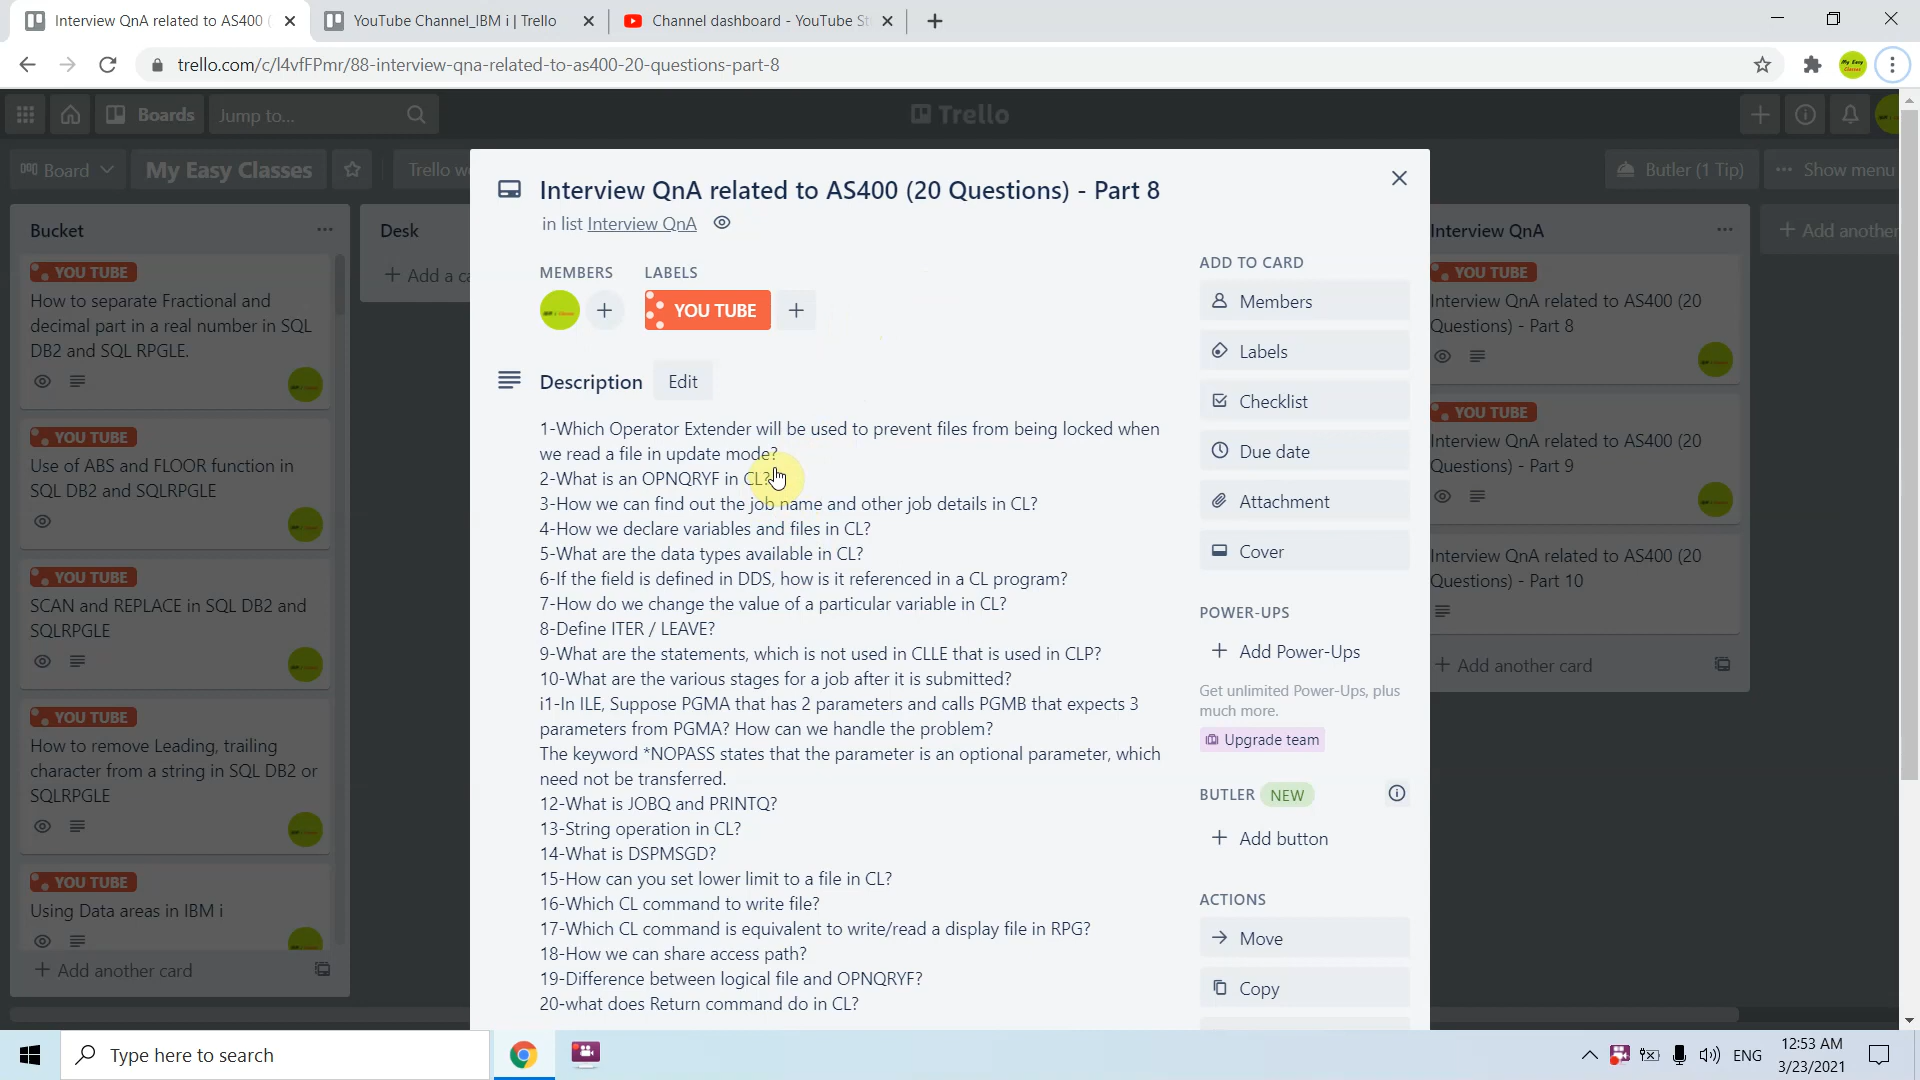 Interview QnA related to AS400 (
YouTube Channel_IBM i | Trello
Channel dashboard - YouTube St
trello.com/c/l4vfFPmr/88-interview-qna-related-to-as400-20-questions-part-8
Boards
Jump to...
Trello
Board
My Easy Classes
Trello w
Butler (1 Tip)
Show menu
Bucket
YOU TUBE
How to separate Fractional and
decimal part in a real number in SQL
DB2 and SQL RPGLE.
YOU TUBE
Use of ABS and FLOOR function in
SQL DB2 and SQLRPGLE
YOU TUBE
SCAN and REPLACE in SQL DB2 and
SQLRPGLE
YOU TUBE
How to remove Leading, trailing
character from a string in SQL DB2 or
SQLRPGLE
YOU TUBE
Using Data areas in IBM i
+ Add another card
Desk
+ Add a ca
Interview QnA related to AS400 (20 Questions) - Part 8
in list Interview QnA
MEMBERS
LABELS
YOU TUBE
Description
Edit
1-Which Operator Extender will be used to prevent files from being locked when
we read a file in update mode?
2-What is an OPNQRYF in CL?
3-How we can find out the job name and other job details in CL?
4-How we declare variables and files in CL?
5-What are the data types available in CL?
6-If the field is defined in DDS, how is it referenced in a CL program?
7-How do we change the value of a particular variable in CL?
8-Define ITER / LEAVE?
9-What are the statements, which is not used in CLLE that is used in CLP?
10-What are the various stages for a job after it is submitted?
i1-In ILE, Suppose PGMA that has 2 parameters and calls PGMB that expects 3
parameters from PGMA? How can we handle the problem?
The keyword *NOPASS states that the parameter is an optional parameter, which
need not be transferred.
12-What is JOBQ and PRINTQ?
13-String operation in CL?
14-What is DSPMSGD?
15-How can you set lower limit to a file in CL?
16-Which CL command to write file?
17-Which CL command is equivalent to write/read a display file in RPG?
18-How we can share access path?
19-Difference between logical file and OPNQRYF?
20-what does Return command do in CL?
ADD TO CARD
Members
Labels
Checklist
Due date
Attachment
Cover
POWER-UPS
+ Add Power-Ups
Get unlimited Power-Ups, plus
much more.
Upgrade team
BUTLER NEW
+ Add button
ACTIONS
Move
Copy
Interview QnA
YOU TUBE
Interview QnA related to AS400 (20
Questions) - Part 8
YOU TUBE
Interview QnA related to AS400 (20
Questions) - Part 9
Interview QnA related to AS400 (20
Questions) - Part 10
+ Add another card
+ Add another
Type here to search
ENG
12:53 AM
3/23/2021